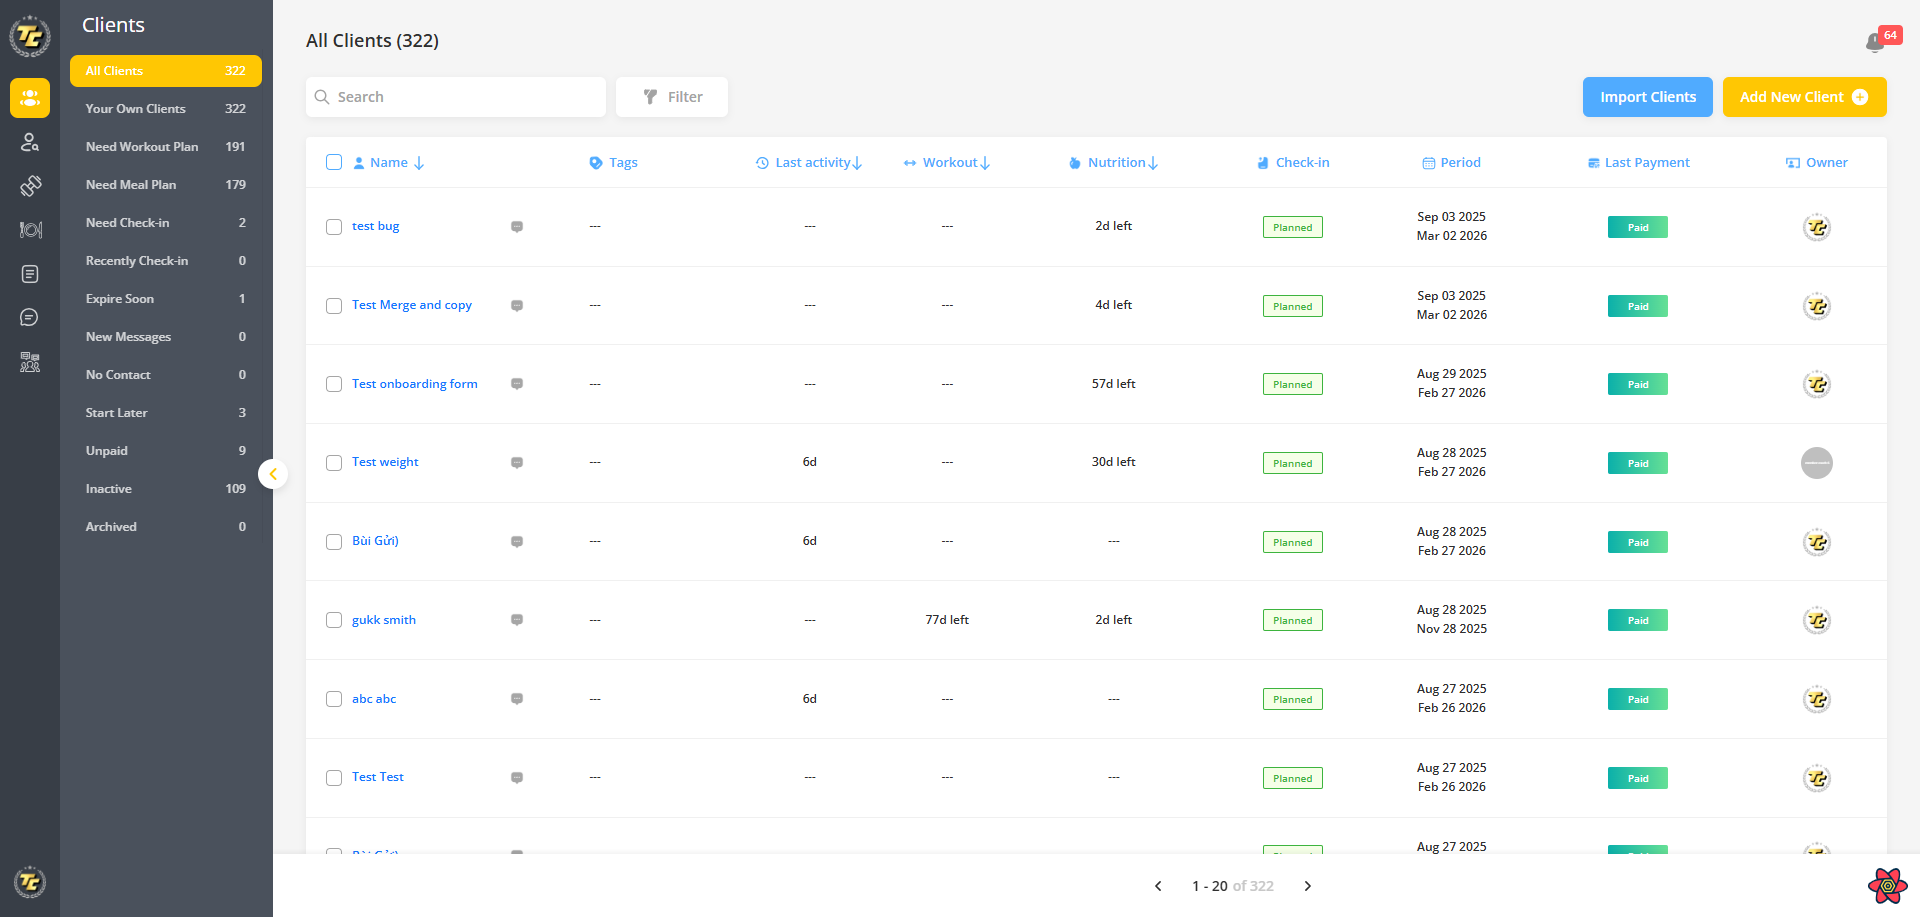 Clients
All Clients 322
Your Own Clients 322
Need Workout Plan 191
Need Meal Plan 179
Need Check-in 2
Recently Check-in 0
Expire Soon 1
New Messages 0
No Contact 0
Start Later 3
Unpaid 9
Inactive 109
Archived 0
All Clients (322)
64
Search
Filter
Import Clients
Add New Client
Name Tags Last activity Workout Nutrition Check-in Period Last Payment Owner
test bug --- --- --- 2d left Planned Sep 03 2025 Paid
Mar 02 2026
Test Merge and copy --- --- --- 4d left Planned Sep 03 2025 Paid
Mar 02 2026
Test onboarding form --- --- --- 57d left Planned Aug 29 2025 Paid
Feb 27 2026
Test weight --- 6d --- 30d left Planned Aug 28 2025 Paid
Feb 27 2026
Bùi Gửi) --- 6d --- --- Planned Aug 28 2025 Paid
Feb 27 2026
gukk smith --- --- 77d left 2d left Planned Aug 28 2025 Paid
Nov 28 2025
abc abc --- 6d --- --- Planned Aug 27 2025 Paid
Feb 26 2026
Test Test --- --- --- --- Planned Aug 27 2025 Paid
Feb 26 2026
Aug 27 2025
1 - 20 of 322